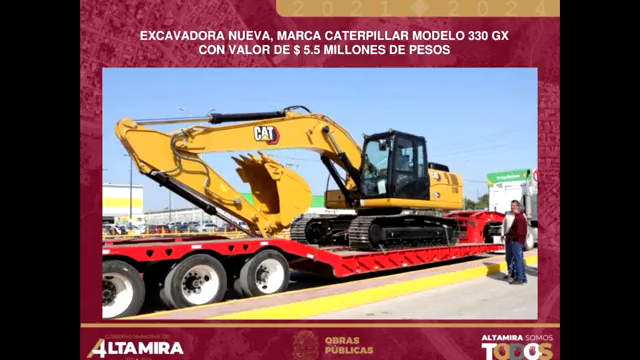 2021 ◆ 2024
EXCAVADORA NUEVA, MARCA CATERPILLAR MODELO 330 GX
CON VALOR DE $ 5.5 MILLONES DE PESOS
CAT
ALTAMIRA
OBRAS
PÚBLICAS
ALTAMIRA SOMOS
TODOS